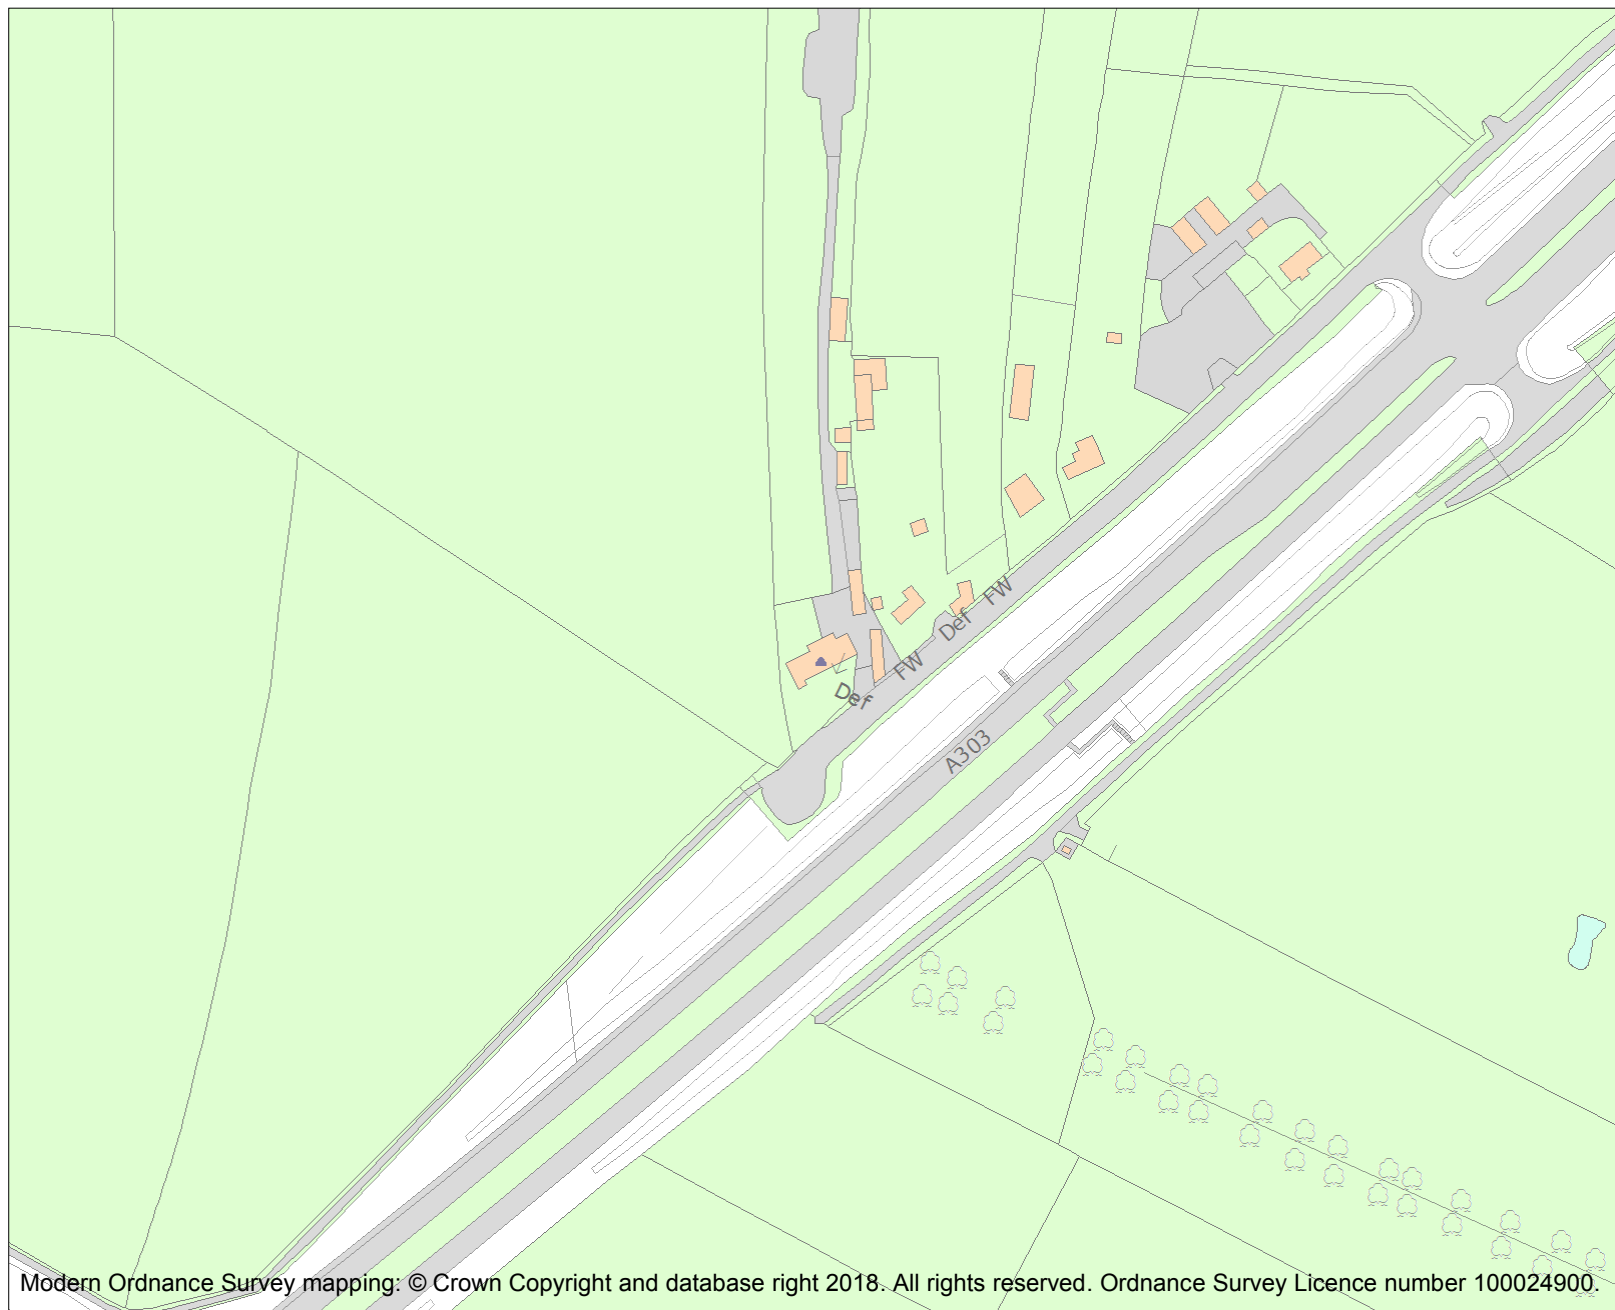 FW
Def
FW
Def
A303
Modern Ordnance Survey mapping: © Crown Copyright and database right 2018. All rights reserved. Ordnance Survey Licence number 100024900.